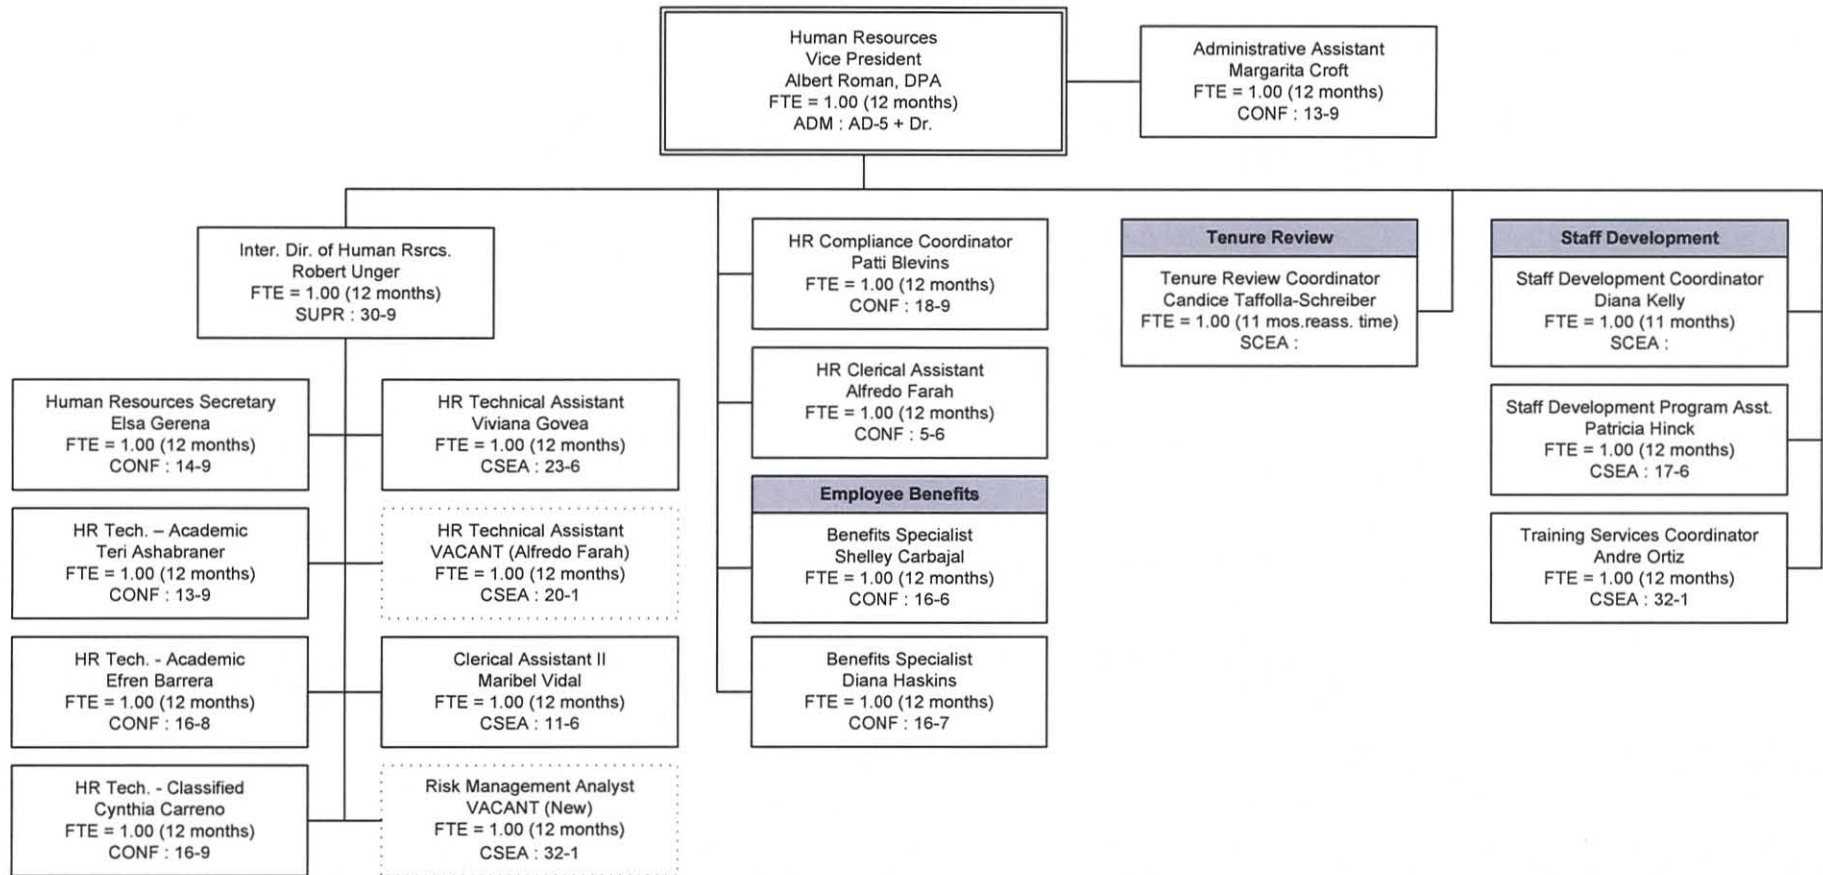 Human Resources
Vice President
Albert Roman, DPA
FTE = 1.00 (12 months)
ADM : AD-5 + Dr.
Administrative Assistant
Margarita Croft
FTE = 1.00 (12 months)
CONF : 13-9
Inter. Dir. of Human Rsrcs.
Robert Unger
FTE = 1.00 (12 months)
SUPR : 30-9
Human Resources Secretary
Elsa Gerena
FTE = 1.00 (12 months)
CONF : 14-9
HR Technical Assistant
Viviana Govea
FTE = 1.00 (12 months)
CSEA : 23-6
HR Tech. – Academic
Teri Ashabraner
FTE = 1.00 (12 months)
CONF : 13-9
HR Technical Assistant
VACANT (Alfredo Farah)
FTE = 1.00 (12 months)
CSEA : 20-1
HR Tech. - Academic
Efren Barrera
FTE = 1.00 (12 months)
CONF : 16-8
Clerical Assistant II
Maribel Vidal
FTE = 1.00 (12 months)
CSEA : 11-6
HR Tech. - Classified
Cynthia Carreno
FTE = 1.00 (12 months)
CONF : 16-9
Risk Management Analyst
VACANT (New)
FTE = 1.00 (12 months)
CSEA : 32-1
HR Compliance Coordinator
Patti Blevins
FTE = 1.00 (12 months)
CONF : 18-9
HR Clerical Assistant
Alfredo Farah
FTE = 1.00 (12 months)
CONF : 5-6
Employee Benefits
Benefits Specialist
Shelley Carbajal
FTE = 1.00 (12 months)
CONF : 16-6
Benefits Specialist
Diana Haskins
FTE = 1.00 (12 months)
CONF : 16-7
Tenure Review
Tenure Review Coordinator
Candice Taffolla-Schreiber
FTE = 1.00 (11 mos.reass. time)
SCEA :
Staff Development
Staff Development Coordinator
Diana Kelly
FTE = 1.00 (11 months)
SCEA :
Staff Development Program Asst.
Patricia Hinck
FTE = 1.00 (12 months)
CSEA : 17-6
Training Services Coordinator
Andre Ortiz
FTE = 1.00 (12 months)
CSEA : 32-1